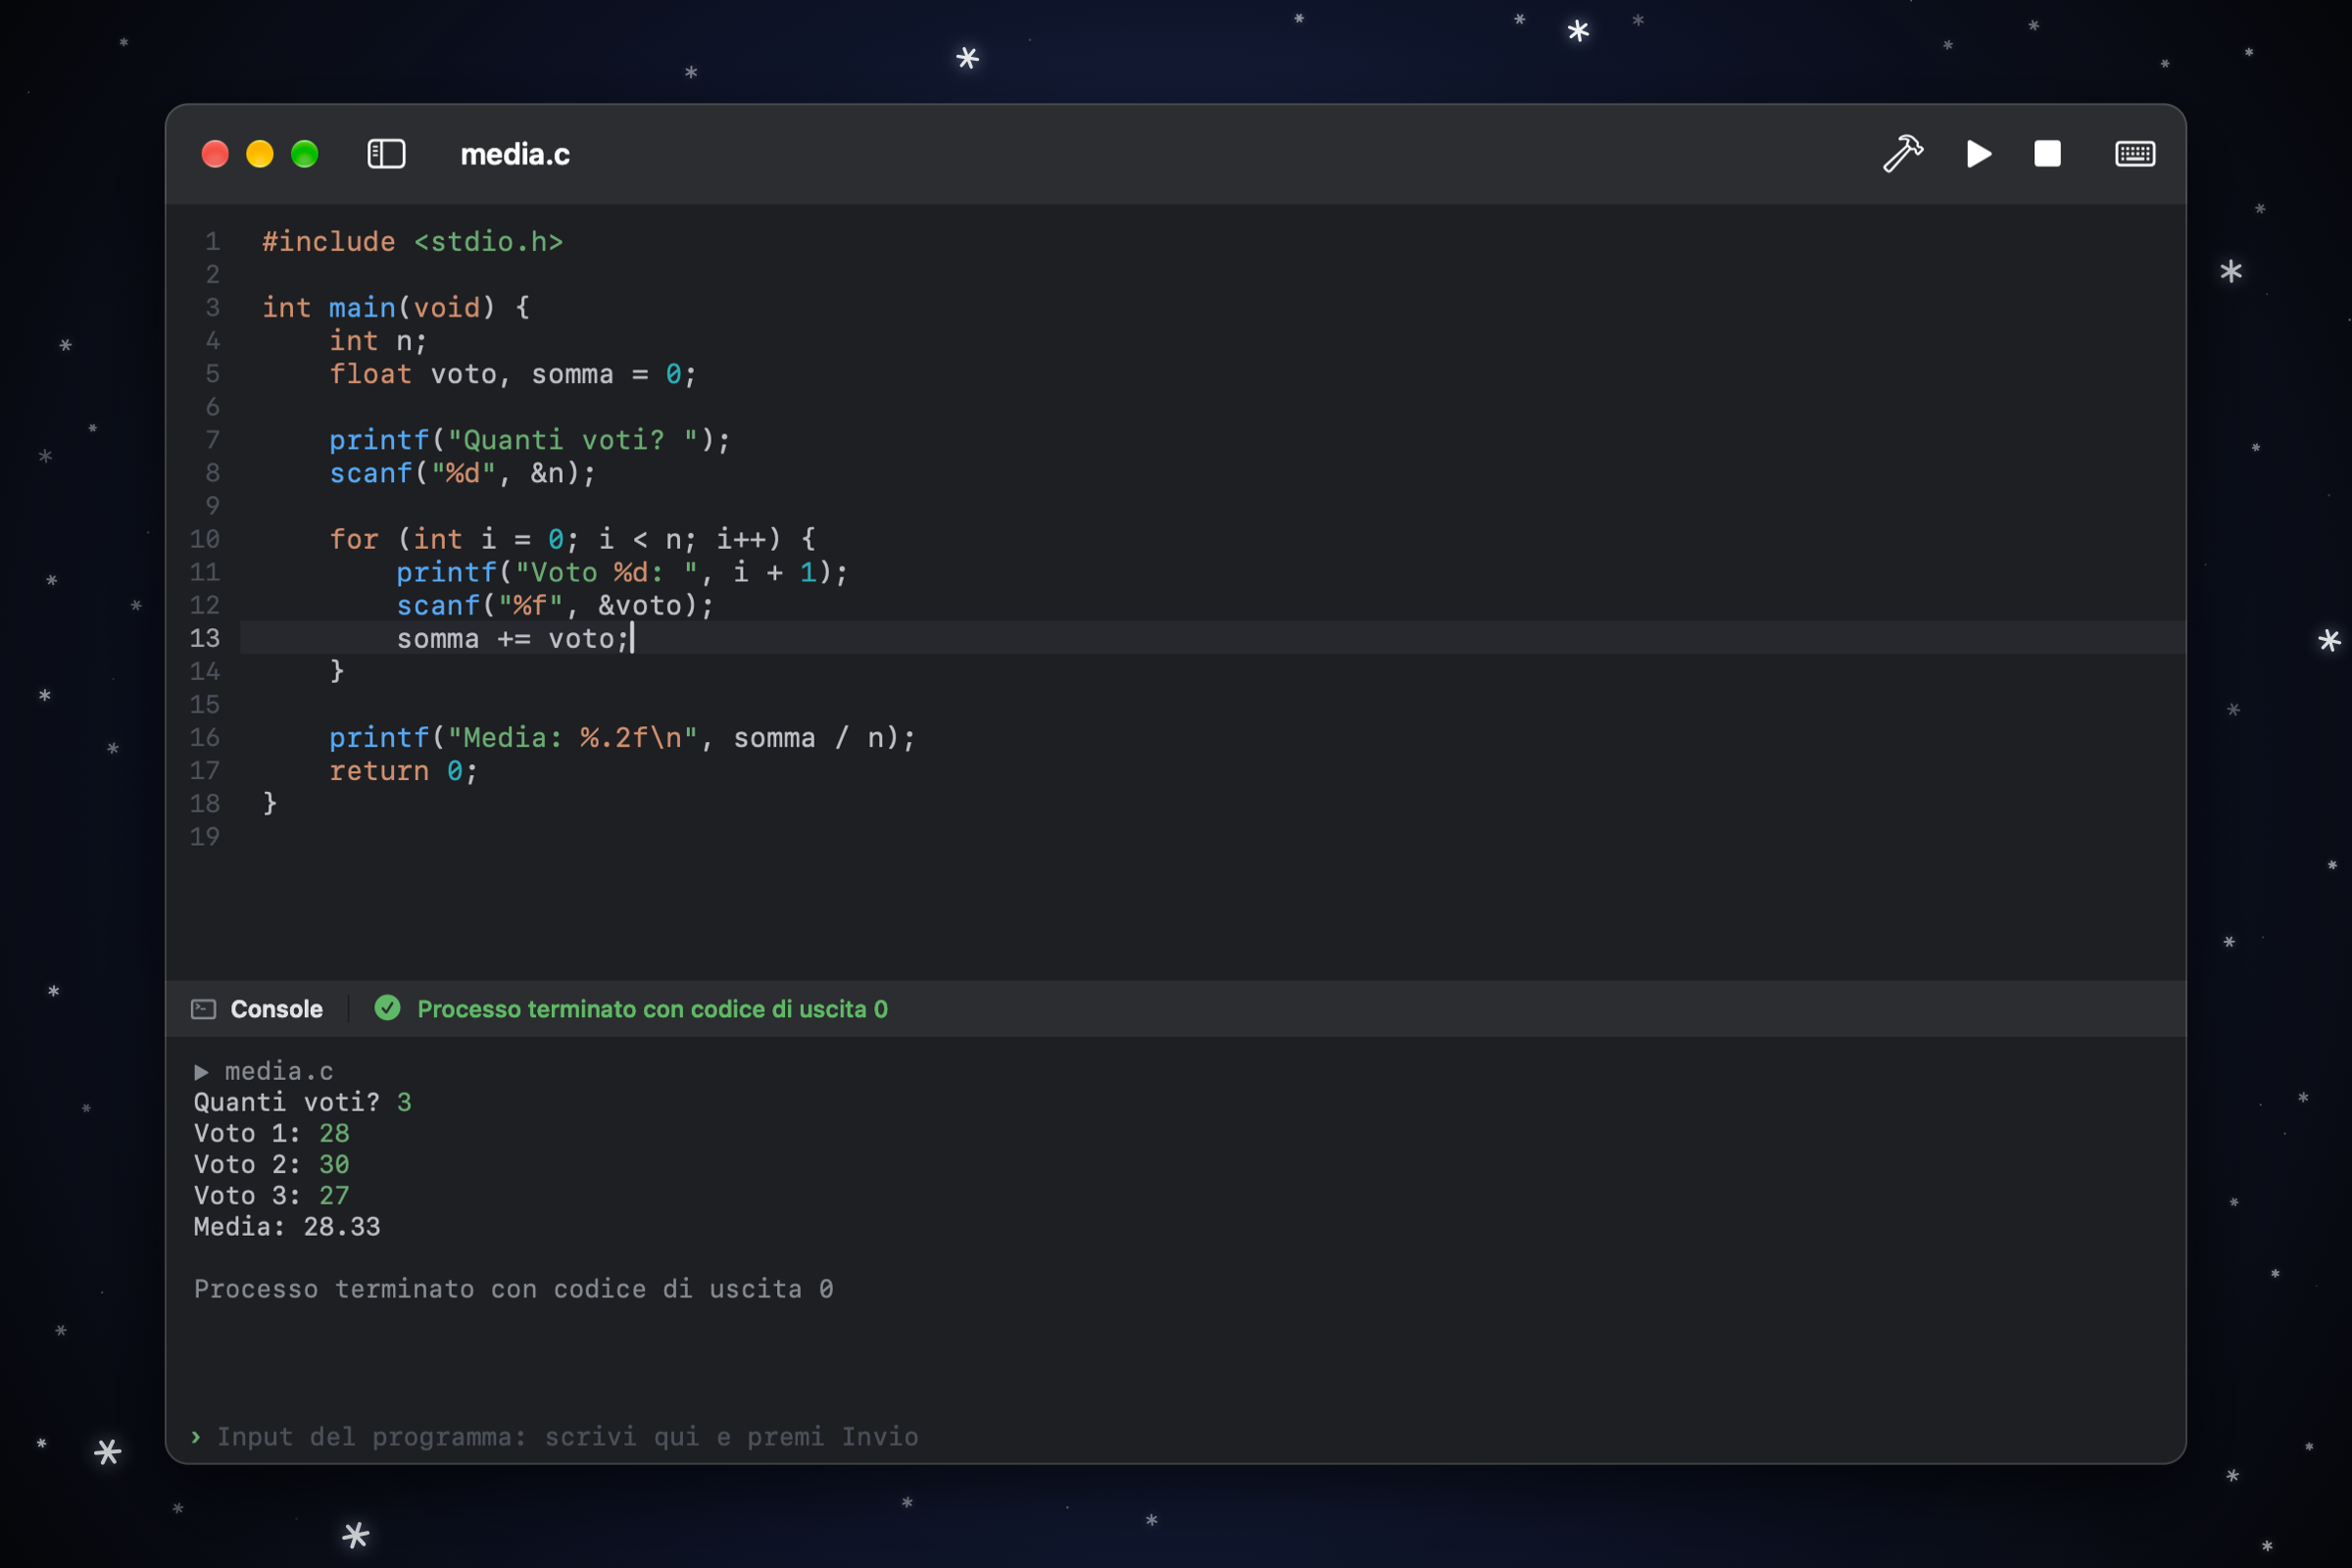 media.c
1 #include <stdio.h>
2
3 int main(void) {
4     int n;
5     float voto, somma = 0;
6
7     printf("Quanti voti? ");
8     scanf("%d", &n);
9
10     for (int i = 0; i < n; i++) {
11         printf("Voto %d: ", i + 1);
12         scanf("%f", &voto);
13         somma += voto;
14     }
15
16     printf("Media: %.2f\n", somma / n);
17     return 0;
18 }
19
Console Processo terminato con codice di uscita 0
▶ media.c
Quanti voti? 3
Voto 1: 28
Voto 2: 30
Voto 3: 27
Media: 28.33
Processo terminato con codice di uscita 0
› Input del programma: scrivi qui e premi Invio